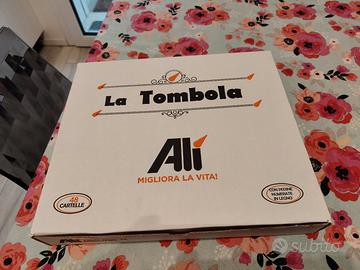 La Tombola
Alì
MIGLIORA LA VITA!
48
CARTELLE
CON PEDINE
NUMERATE
IN LEGNO
subito